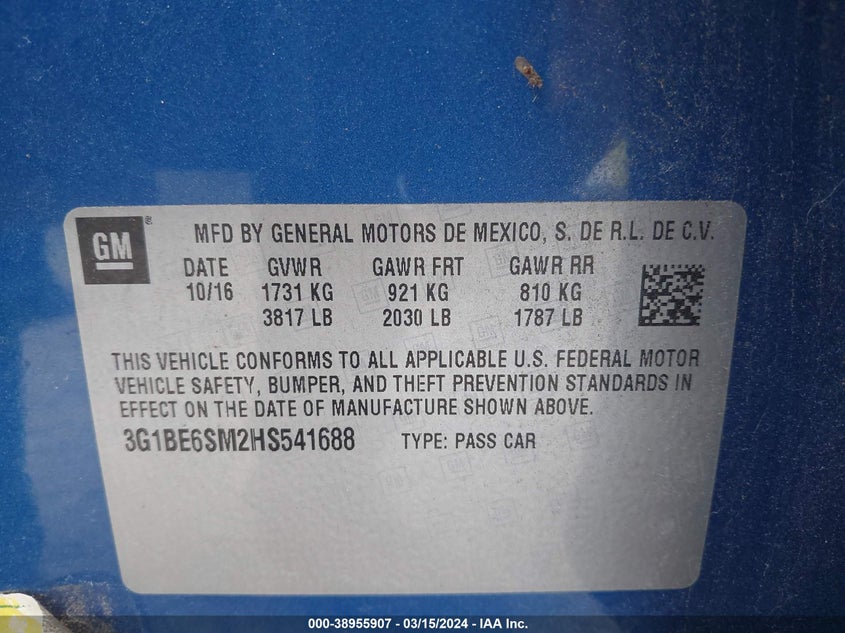 GM
MFD BY GENERAL MOTORS DE MEXICO, S. DE R.L. DE C.V.
DATE GVWR GAWR FRT GAWR RR
10/16 1731 KG 921 KG 810 KG
3817 LB 2030 LB 1787 LB
THIS VEHICLE CONFORMS TO ALL APPLICABLE U.S. FEDERAL MOTOR
VEHICLE SAFETY, BUMPER, AND THEFT PREVENTION STANDARDS IN
EFFECT ON THE DATE OF MANUFACTURE SHOWN ABOVE.
3G1BE6SM2HS541688 TYPE: PASS CAR
000-38955907 - 03/15/2024 - IAA Inc.